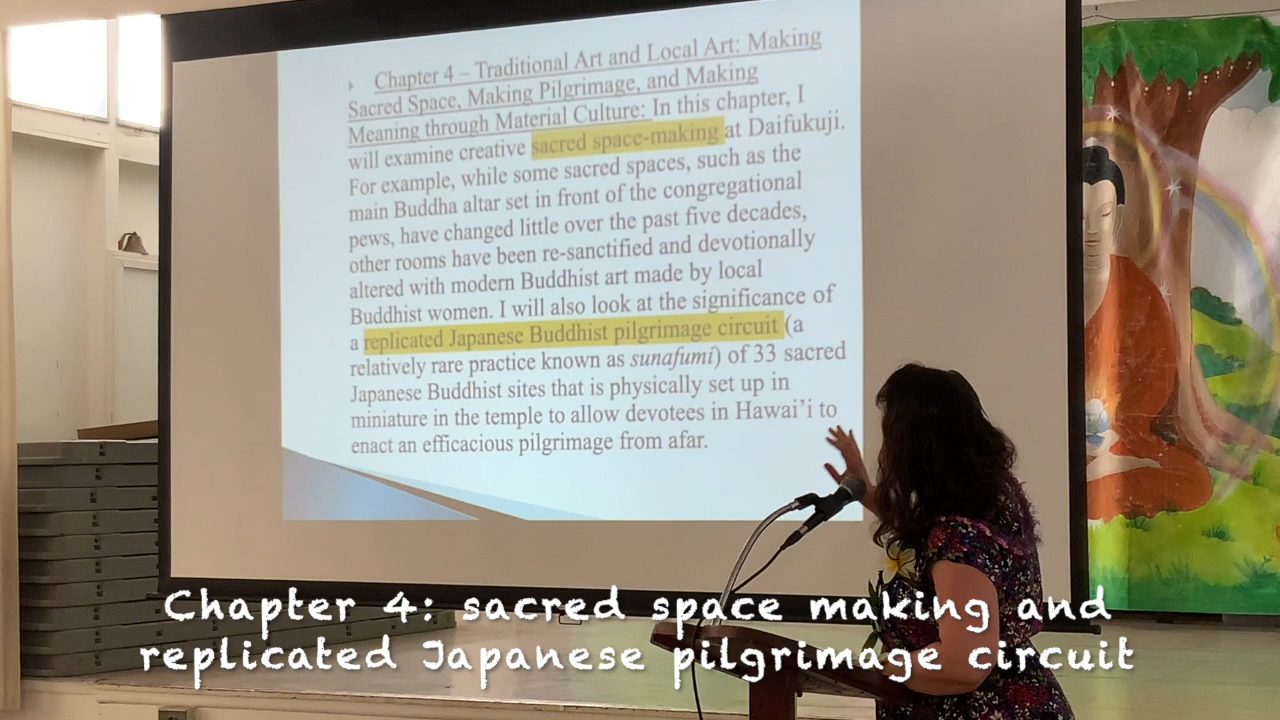 Chapter 4 – Traditional Art and Local Art: Making
Sacred Space, Making Pilgrimage, and Making
Meaning through Material Culture: In this chapter, I
will examine creative sacred space-making at Daifukuji.
For example, while some sacred spaces, such as the
main Buddha altar set in front of the congregational
pews, have changed little over the past five decades,
other rooms have been re-sanctified and devotionally
altered with modern Buddhist art made by local
Buddhist women. I will also look at the significance of
a replicated Japanese Buddhist pilgrimage circuit (a
relatively rare practice known as sunafumi) of 33 sacred
Japanese Buddhist sites that is physically set up in
miniature in the temple to allow devotees in Hawai’i to
enact an efficacious pilgrimage from afar.
Chapter 4: sacred space making and
replicated Japanese pilgrimage circuit